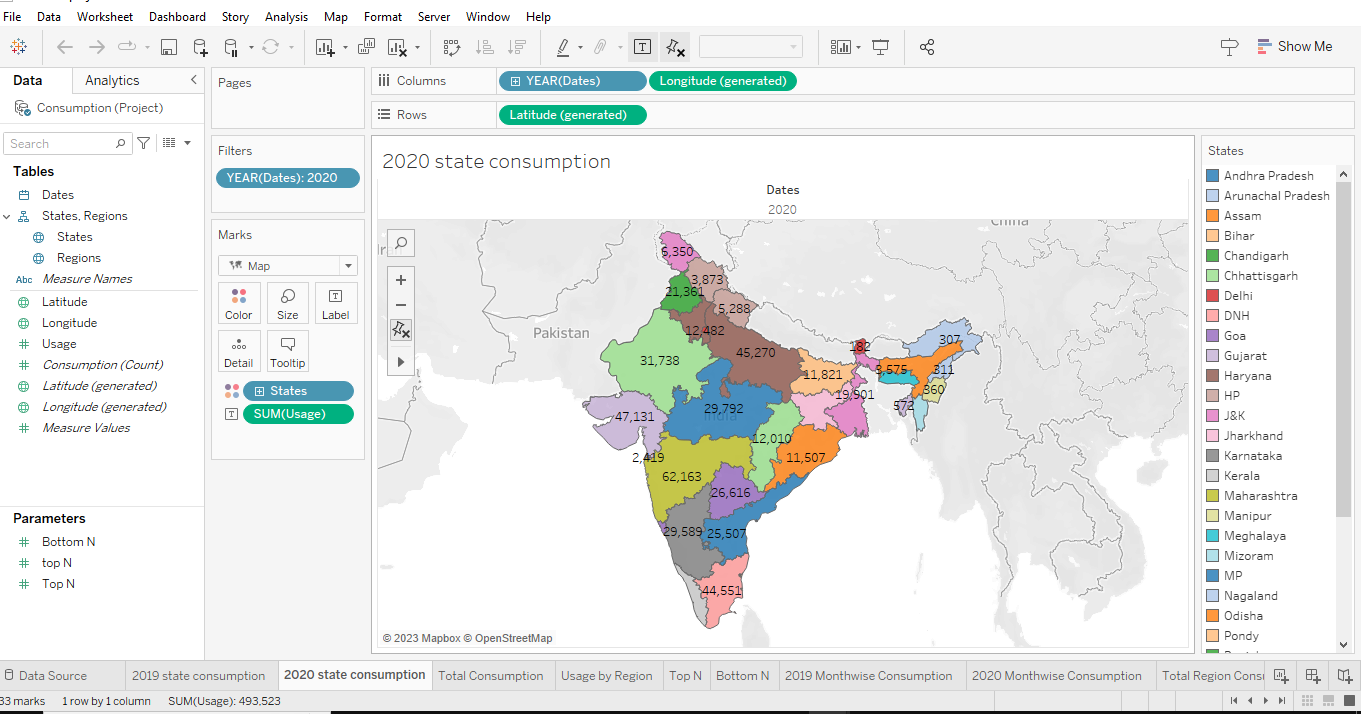 File Data Worksheet Dashboard Story Analysis Map Format Server Window Help
Show Me
Data Analytics
Consumption (Project)
Search
Tables
Dates
States, Regions
States
Regions
Abc Measure Names
Latitude
Longitude
Usage
Consumption (Count)
Latitude (generated)
Longitude (generated)
Measure Values
Parameters
Bottom N
top N
Top N
Pages
Filters
YEAR(Dates): 2020
Marks
Map
Color Size Label
Detail Tooltip
States
SUM(Usage)
Columns YEAR(Dates) Longitude (generated)
Rows Latitude (generated)
2020 state consumption
Dates
2020
China
6,350
3,873
21,361
5,288
Pakistan
12,482
307
182
45,270
31,738
3,575 311
11,821
360
19,901
572
29,792
India
47,131
12,010
2,419
11,507
62,163
26,616
29,589 25,507
44,551
© 2023 Mapbox © OpenStreetMap
States
Andhra Pradesh
Arunachal Pradesh
Assam
Bihar
Chandigarh
Chhattisgarh
Delhi
DNH
Goa
Gujarat
Haryana
HP
J&K
Jharkhand
Karnataka
Kerala
Maharashtra
Manipur
Meghalaya
Mizoram
MP
Nagaland
Odisha
Pondy
Data Source 2019 state consumption 2020 state consumption Total Consumption Usage by Region Top N Bottom N 2019 Monthwise Consumption 2020 Monthwise Consumption Total Region Consu
33 marks 1 row by 1 column SUM(Usage): 493,523